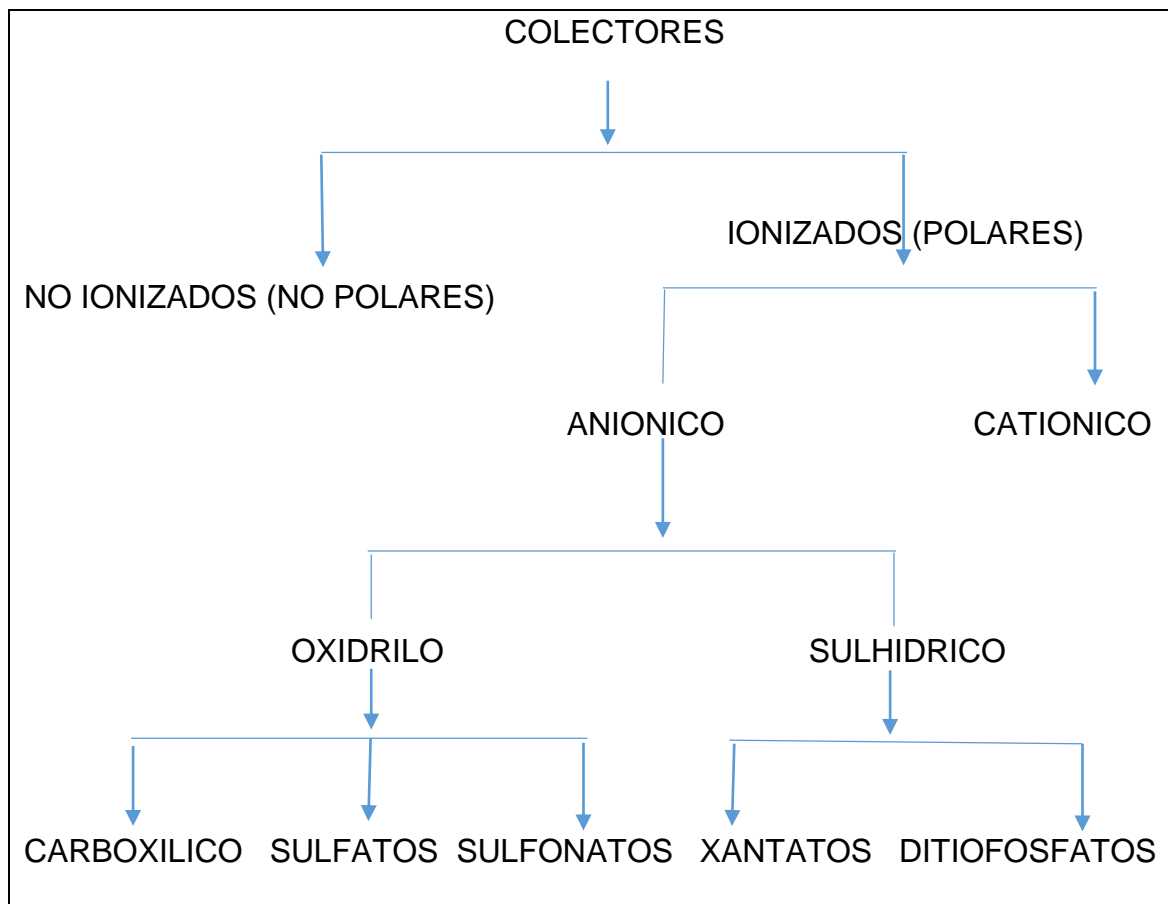 COLECTORES
IONIZADOS (POLARES)
NO IONIZADOS (NO POLARES)
ANIONICO
CATIONICO
OXIDRILO
SULHIDRICO
CARBOXILICO
SULFATOS
SULFONATOS
XANTATOS
DITIOFOSFATOS